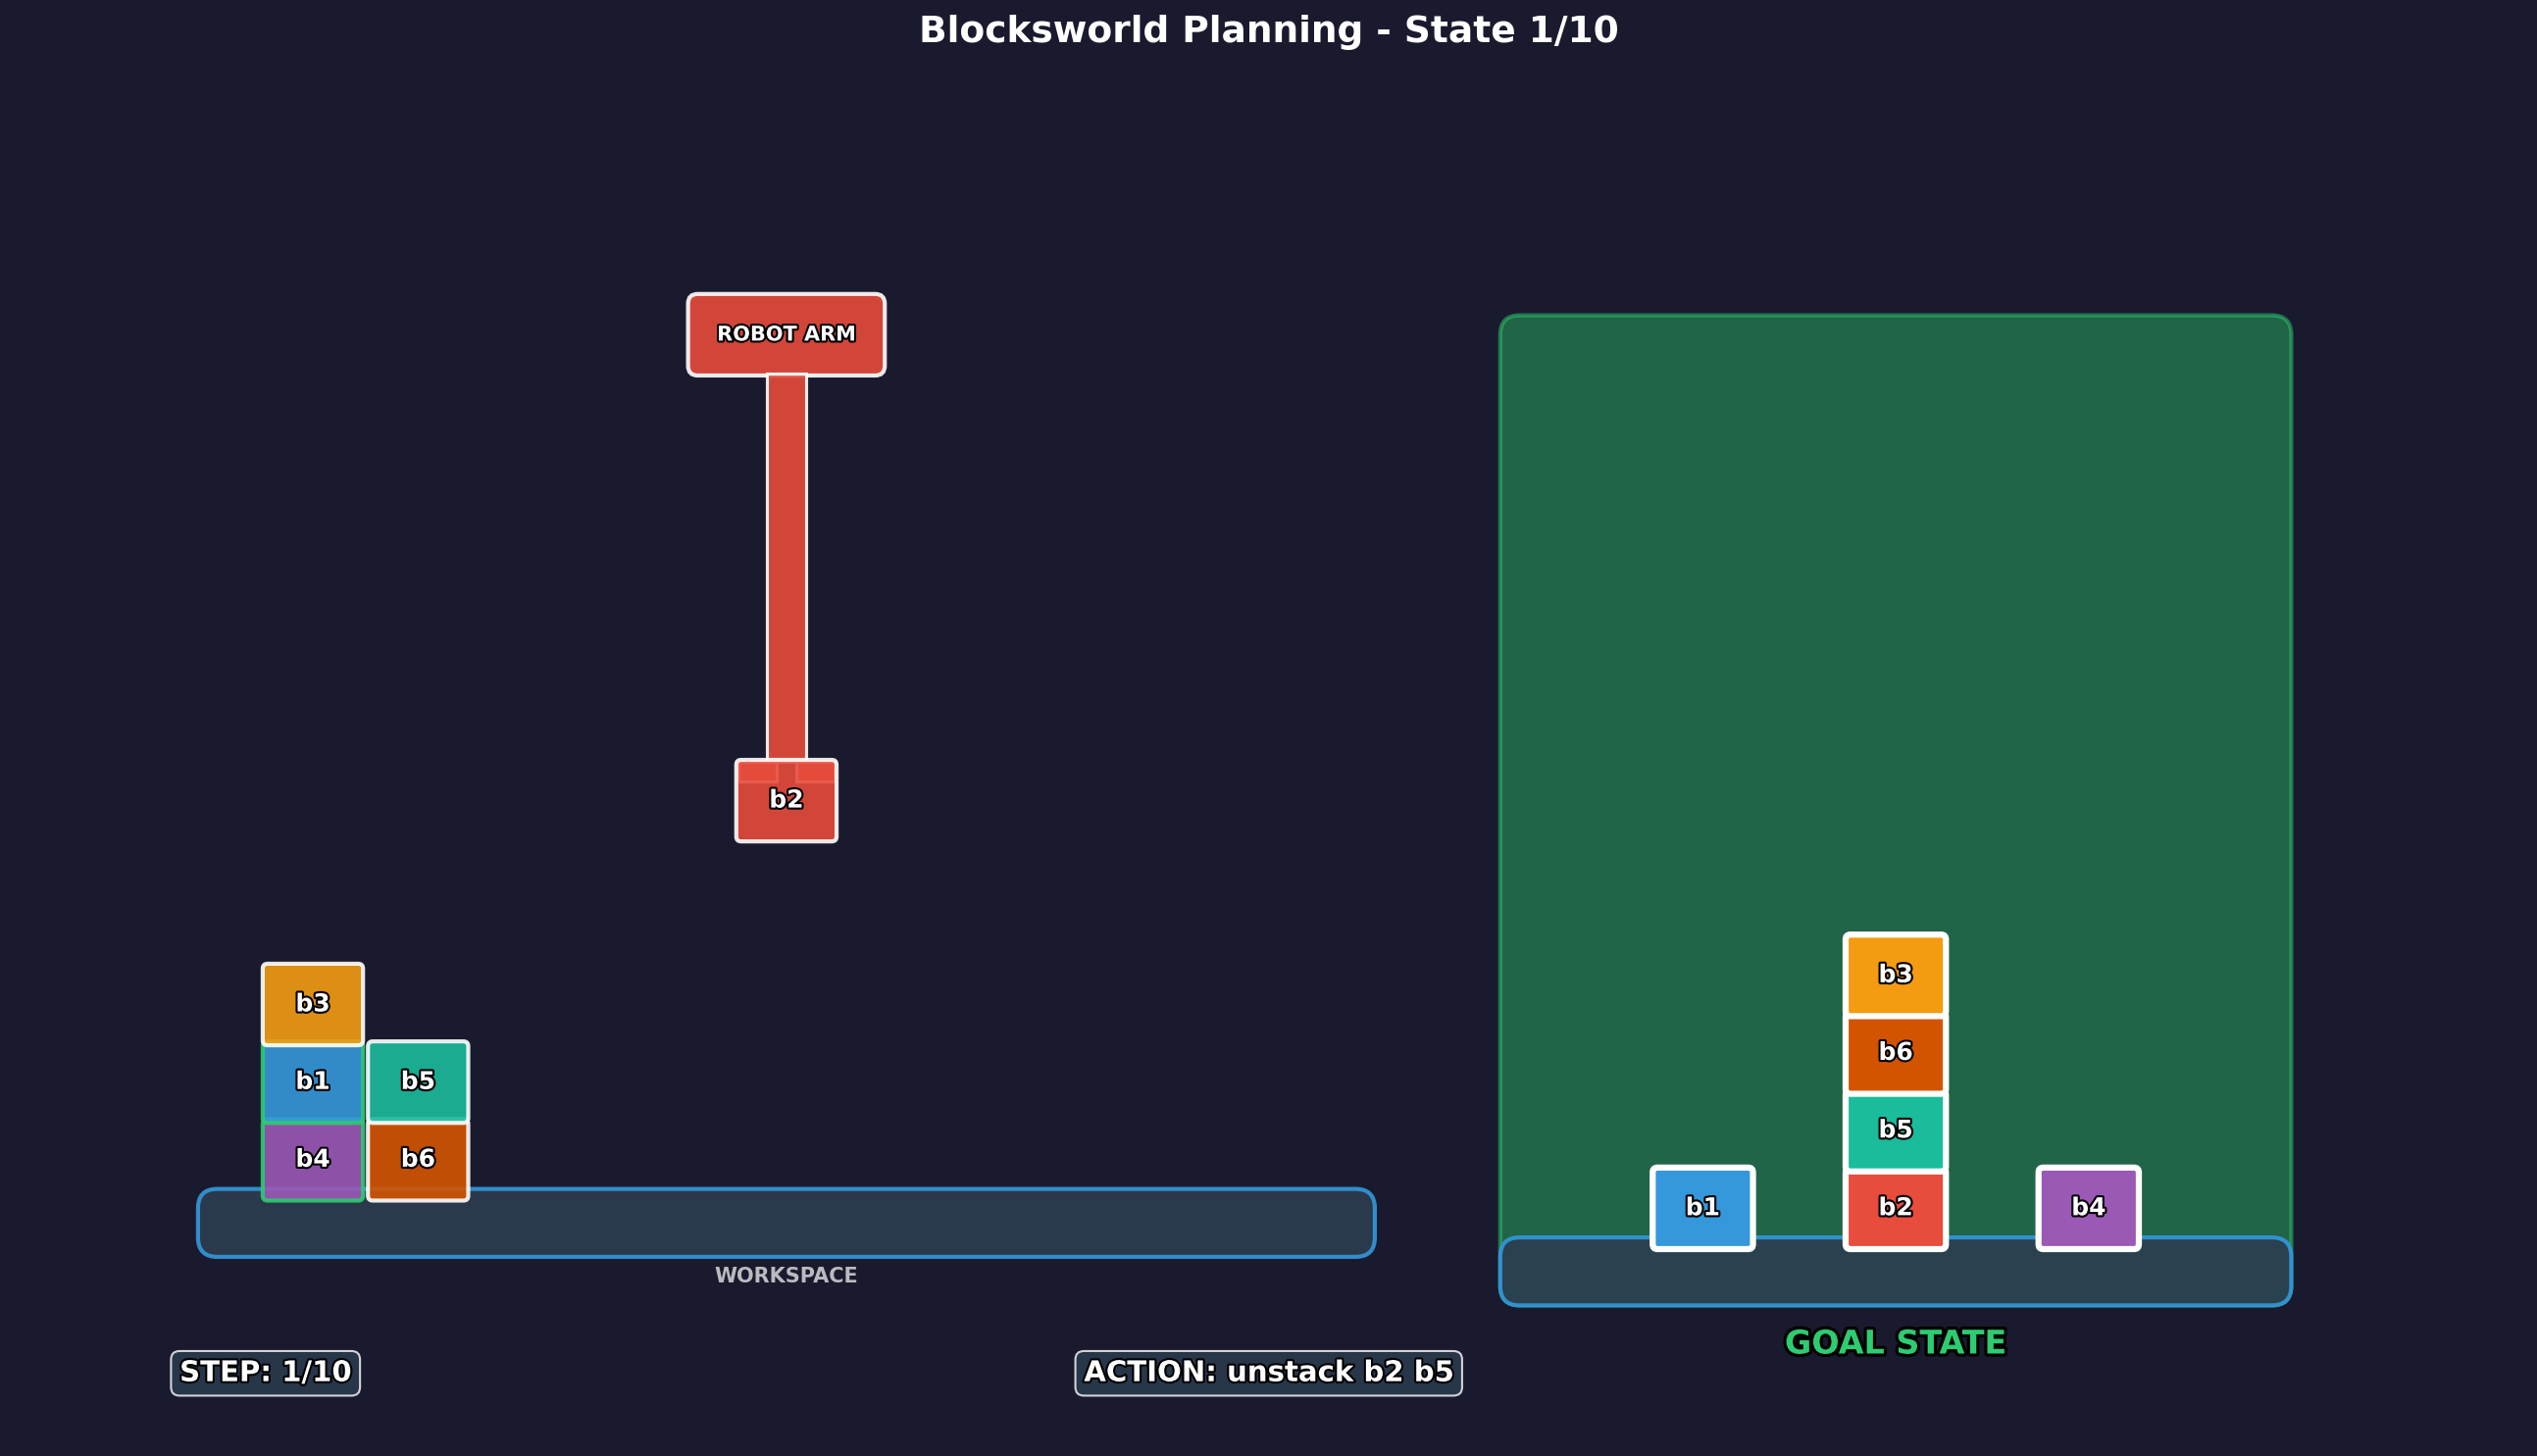 Blocksworld Planning - State 1/10
ROBOT ARM
b2
b3
b1
b5
b4
b6
WORKSPACE
b3
b6
b5
b1
b2
b4
GOAL STATE
STEP: 1/10
ACTION: unstack b2 b5